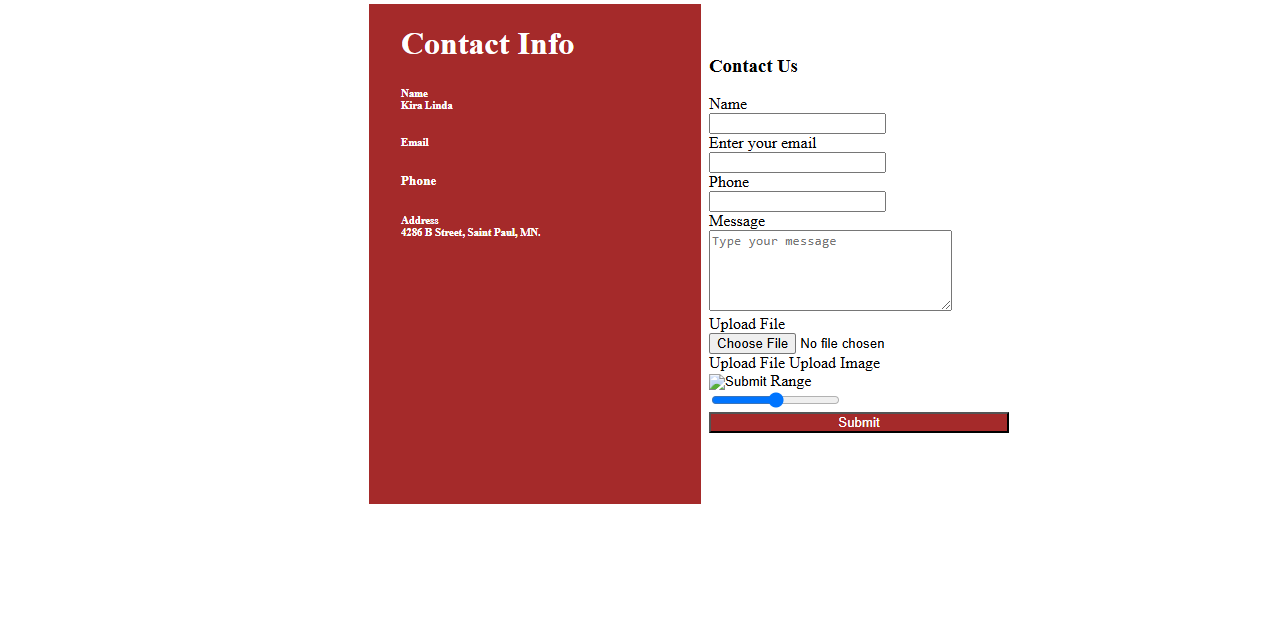 Contact Info
Name
Kira Linda
Email
Phone
Address
4286 B Street, Saint Paul, MN.
Contact Us
Name
Enter your email
Phone
Message
Type your message
Upload File
Choose File No file chosen
Upload File Upload Image
Submit Range
Submit